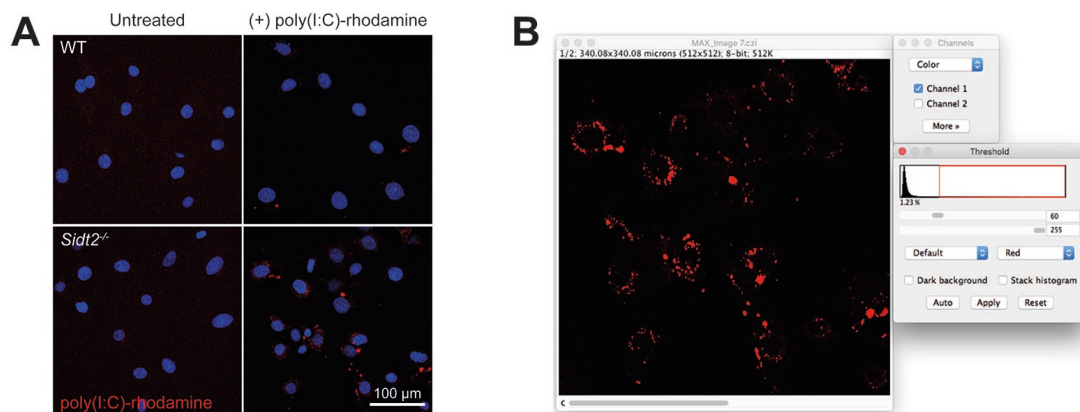 A
Untreated
(+) poly(I:C)-rhodamine
WT
Sidt2-/-
poly(I:C)-rhodamine
100 µm
B
MAX_Image 7.czi
1/2; 340.08x340.08 microns (512x512); 8-bit; 512K
c
Channels
Color
Channel 1
Channel 2
More »
Threshold
1.23 %
60
255
Default
Red
Dark background
Stack histogram
Auto
Apply
Reset